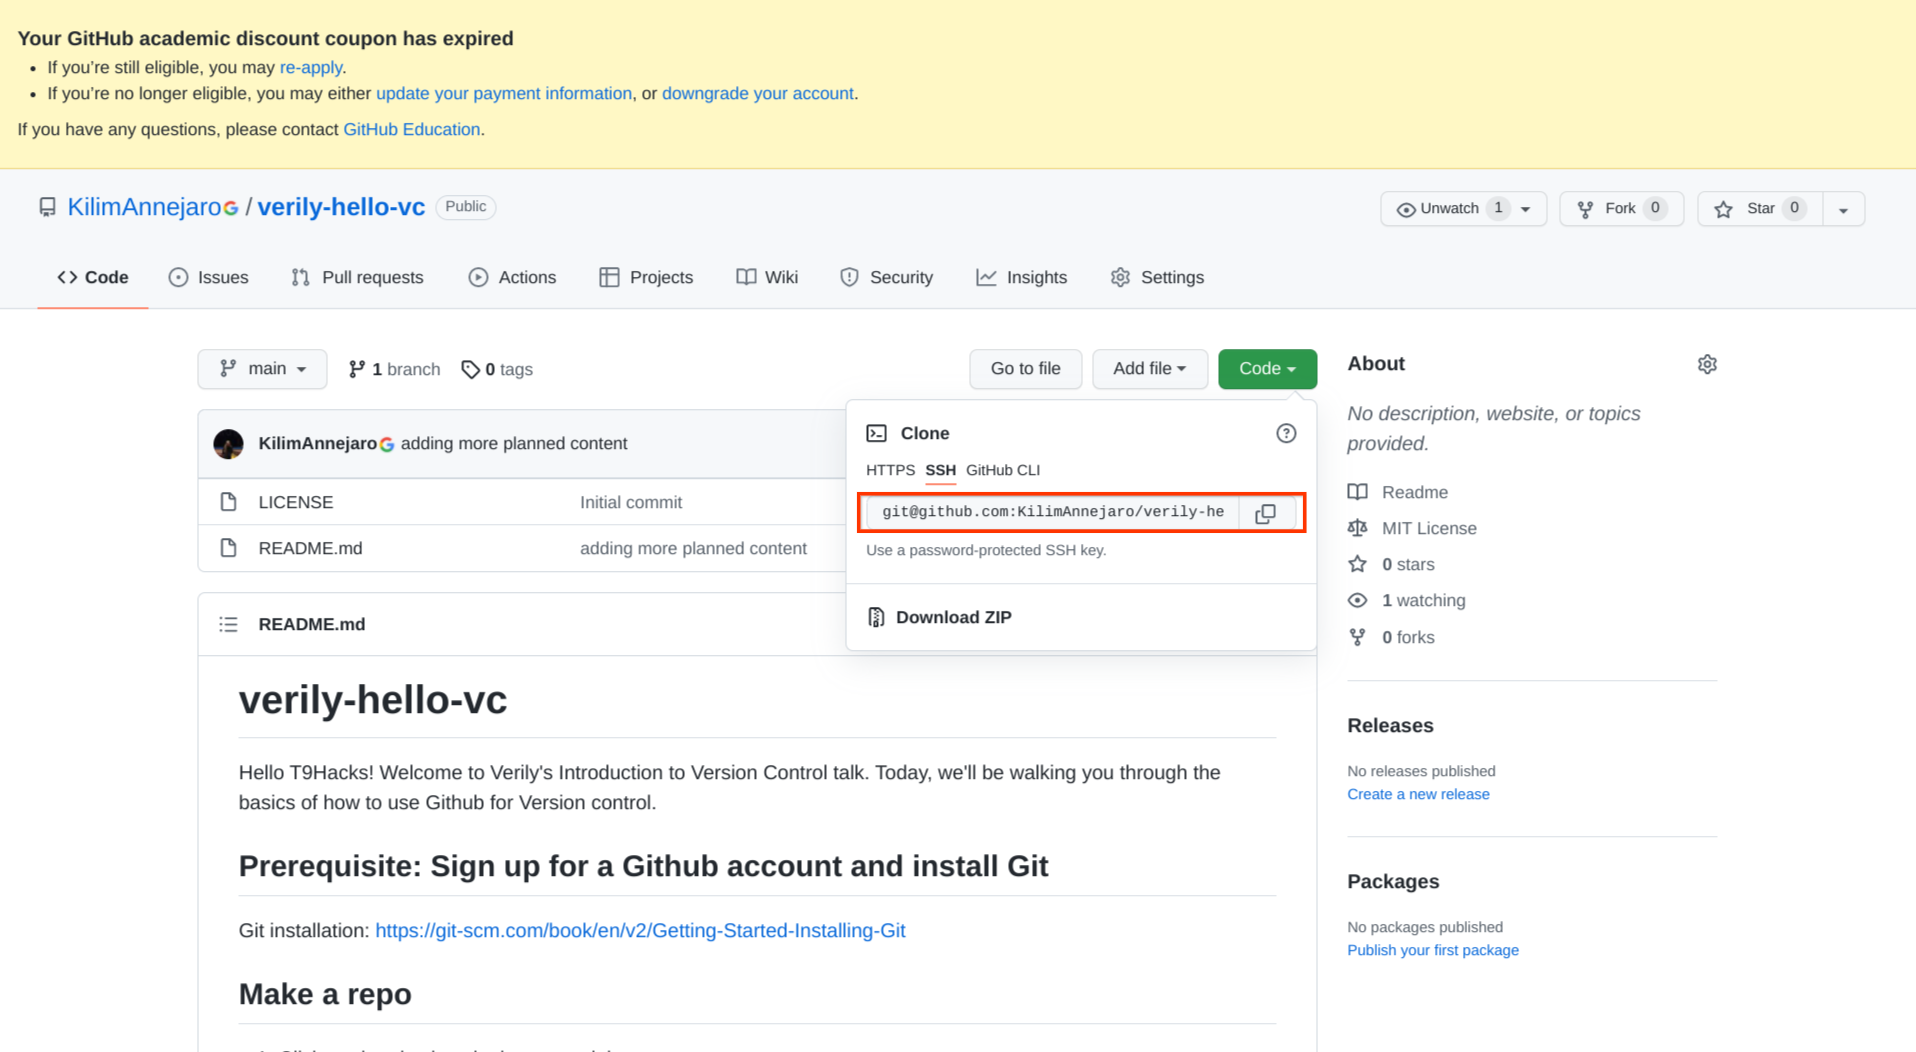 Your GitHub academic discount coupon has expired
• If you’re still eligible, you may re-apply.
• If you’re no longer eligible, you may either update your payment information, or downgrade your account.
If you have any questions, please contact GitHub Education.
KilimAnnejaro / verily-hello-vc Public
Unwatch 1 Fork 0 Star 0
Code Issues Pull requests Actions Projects Wiki Security Insights Settings
main 1 branch 0 tags Go to file Add file Code
KilimAnnejaro adding more planned content
LICENSE Initial commit
README.md adding more planned content
Clone
HTTPS SSH GitHub CLI
git@github.com:KilimAnnejaro/verily-he
Use a password-protected SSH key.
Download ZIP
README.md
verily-hello-vc
Hello T9Hacks! Welcome to Verily's Introduction to Version Control talk. Today, we'll be walking you through the
basics of how to use Github for Version control.
Prerequisite: Sign up for a Github account and install Git
Git installation: https://git-scm.com/book/en/v2/Getting-Started-Installing-Git
Make a repo
About
No description, website, or topics
provided.
Readme
MIT License
0 stars
1 watching
0 forks
Releases
No releases published
Create a new release
Packages
No packages published
Publish your first package